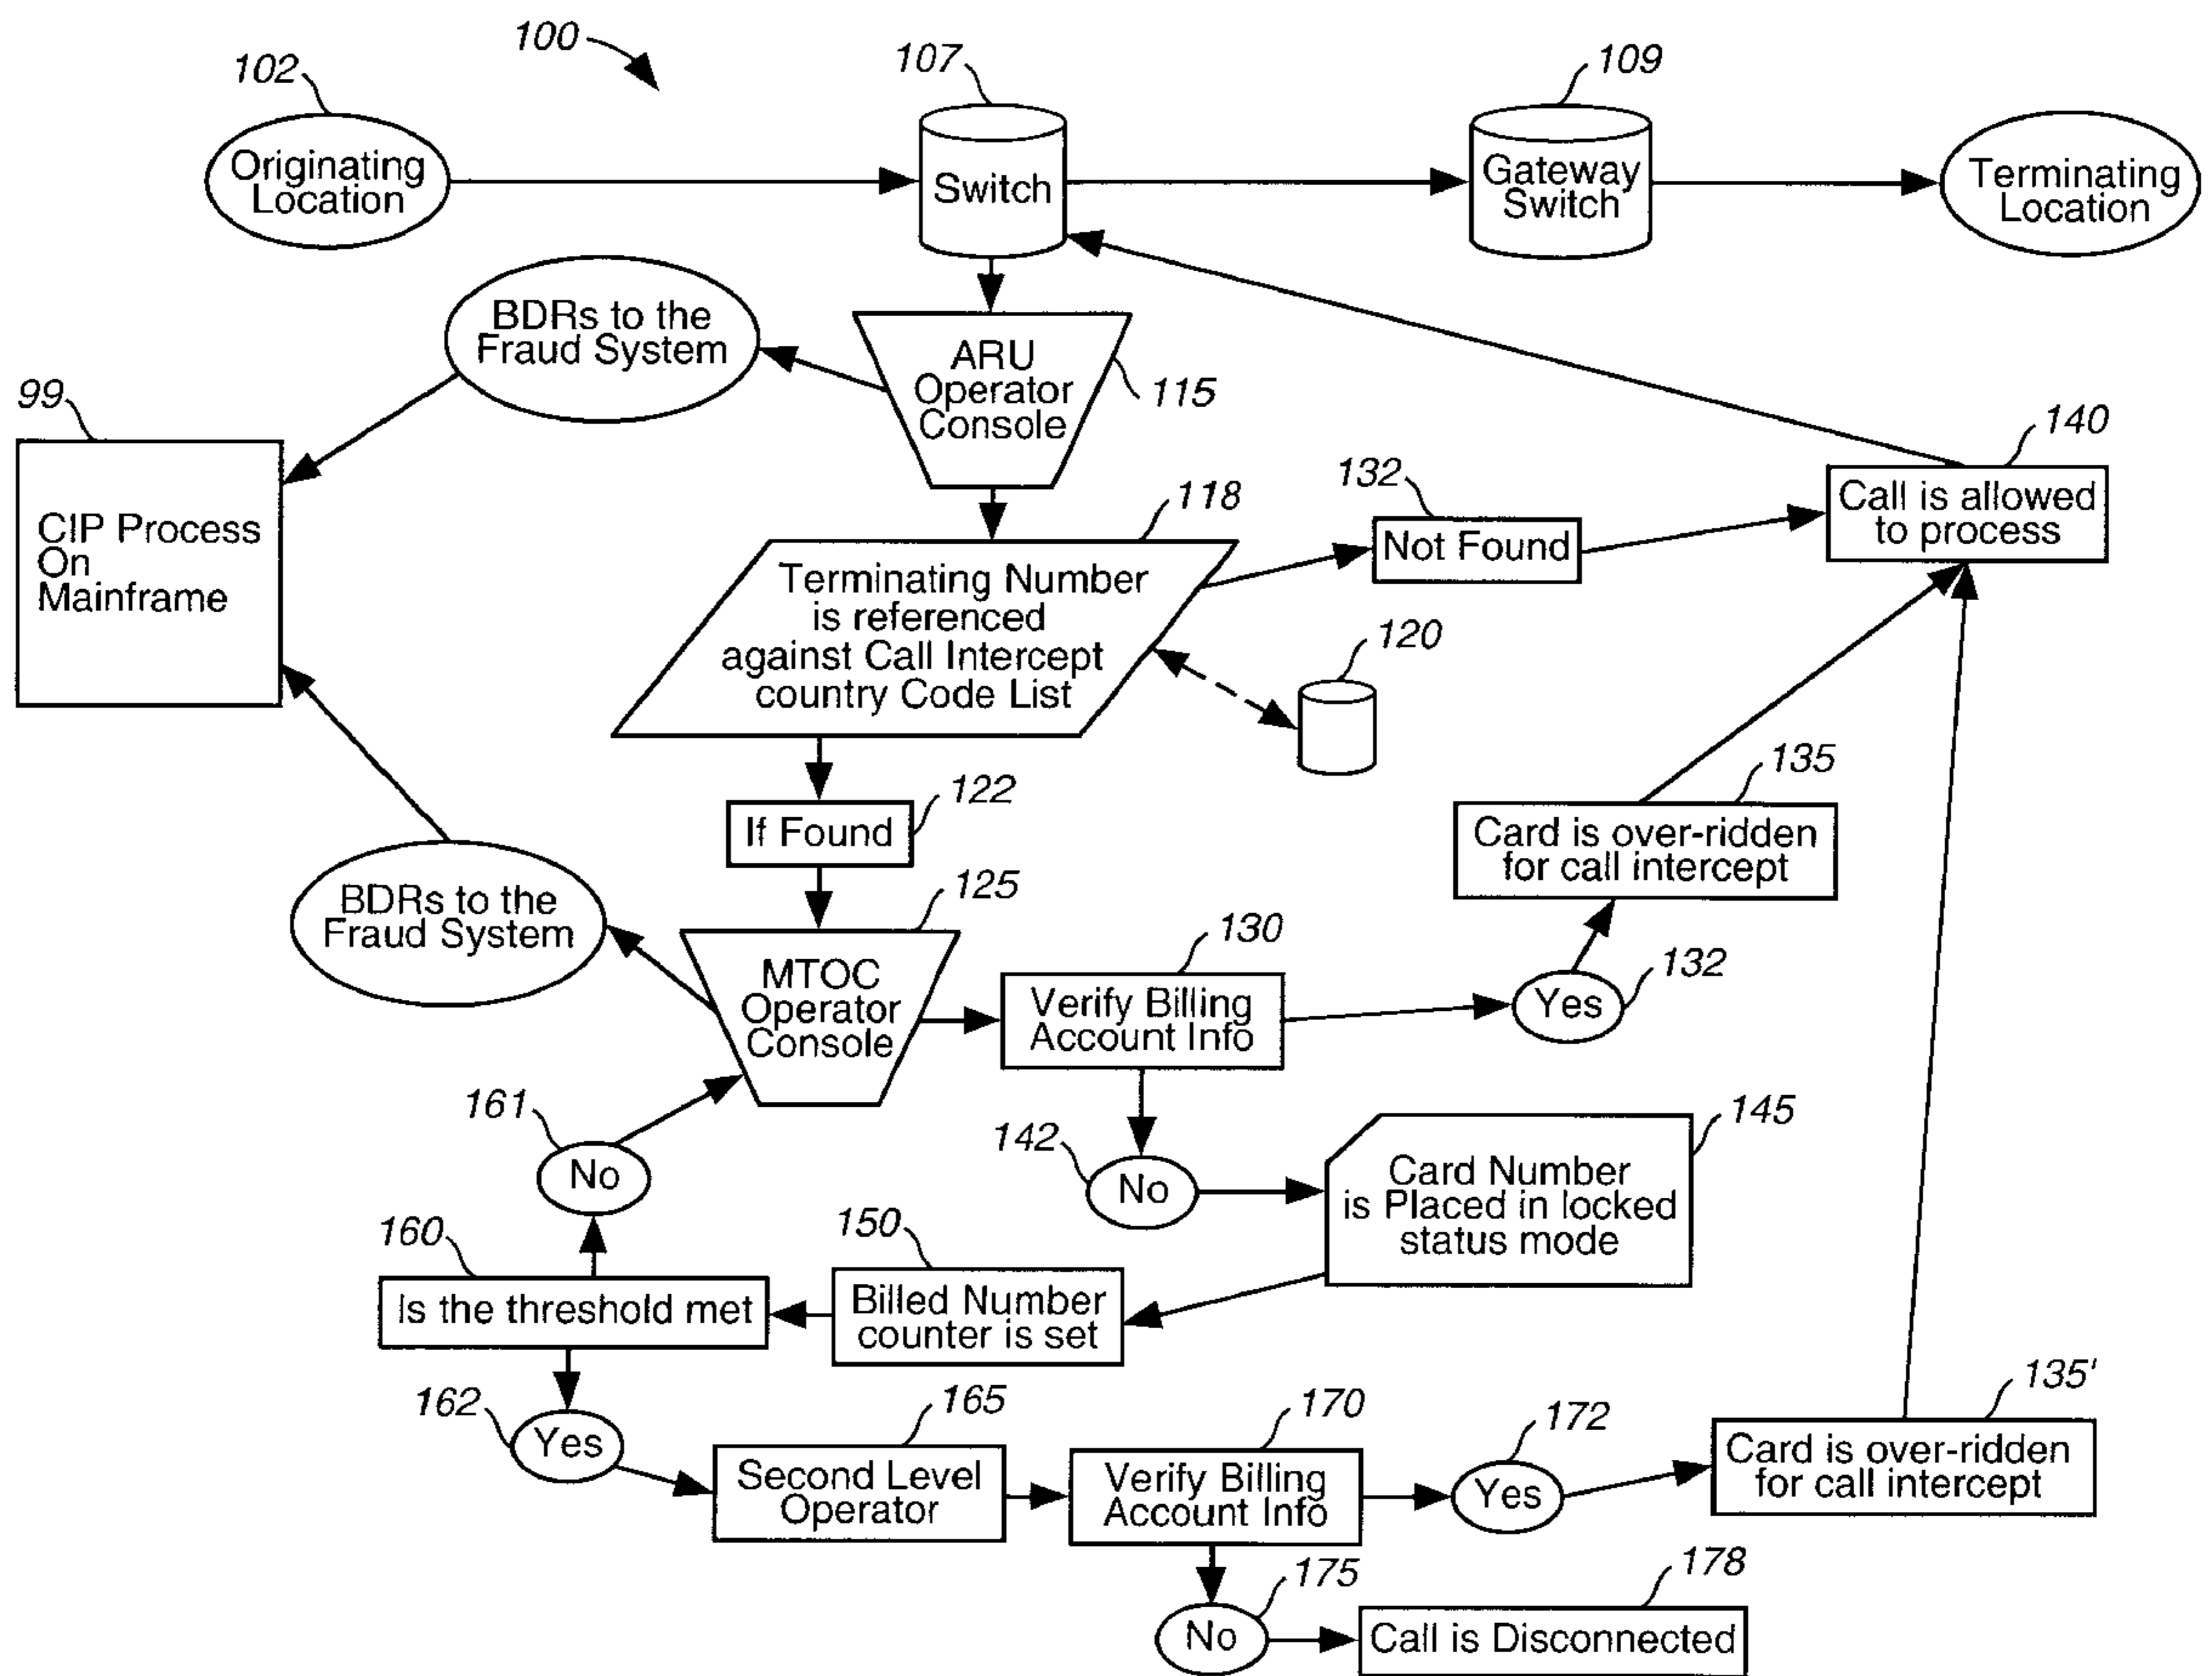 100
102
107
109
Originating
Location
Switch
Gateway
Switch
Terminating
Location
BDRs to the
Fraud System
ARU
Operator
Console
115
99
CIP Process
On
Mainframe
118
132
Not Found
140
Call is allowed
to process
Terminating Number
is referenced
against Call Intercept
country Code List
120
122
If Found
135
Card is over-ridden
for call intercept
BDRs to the
Fraud System
125
MTOC
Operator
Console
130
Verify Billing
Account Info
Yes
132
161
No
142
No
145
Card Number
is Placed in locked
status mode
160
Is the threshold met
150
Billed Number
counter is set
162
Yes
165
Second Level
Operator
170
Verify Billing
Account Info
172
Yes
135'
Card is over-ridden
for call intercept
175
No
178
Call is Disconnected